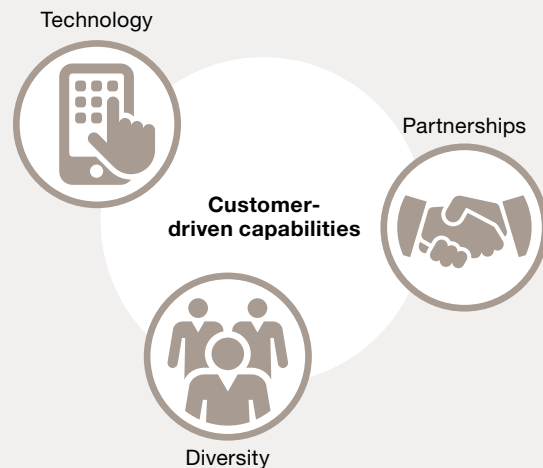 Technology
Partnerships
Customer-
driven capabilities
Diversity